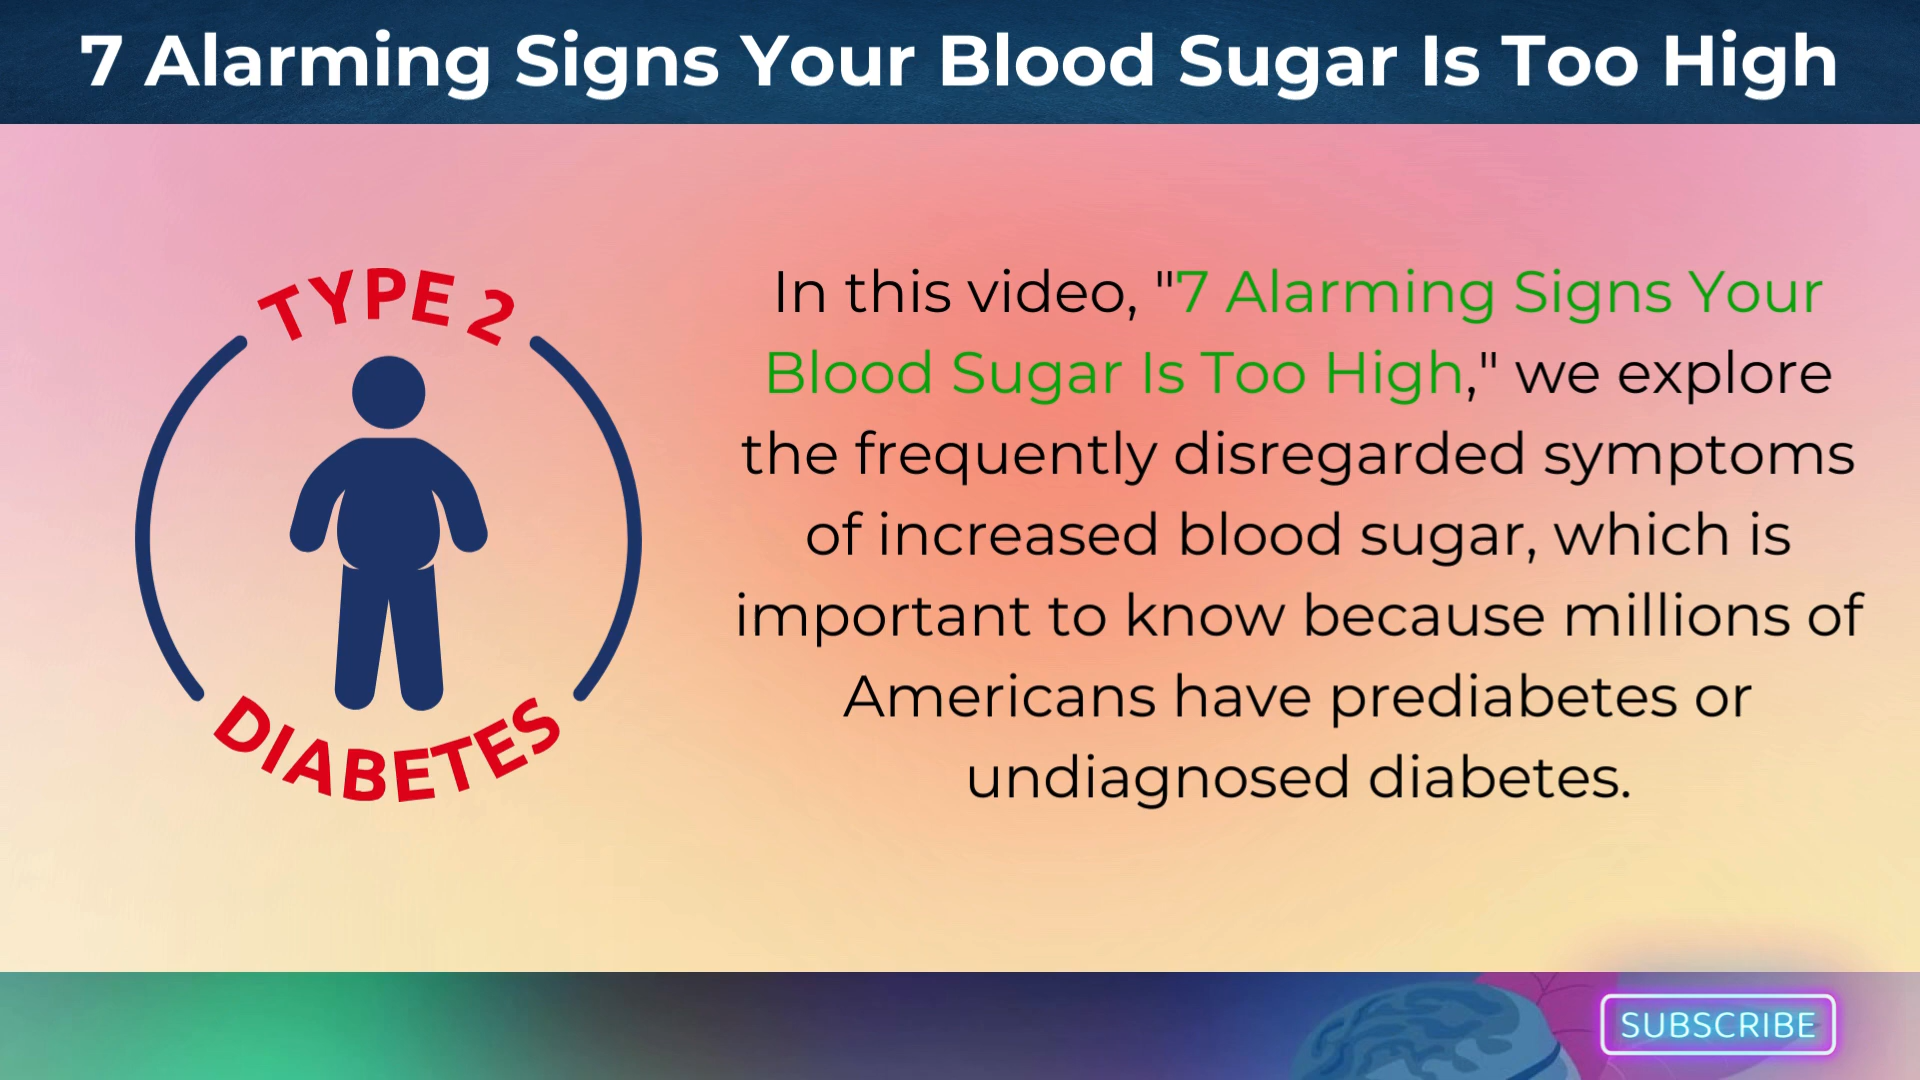 7 Alarming Signs Your Blood Sugar Is Too High
TYPE 2
DIABETES
In this video, "7 Alarming Signs Your
Blood Sugar Is Too High," we explore
the frequently disregarded symptoms
of increased blood sugar, which is
important to know because millions of
Americans have prediabetes or
undiagnosed diabetes.
SUBSCRIBE